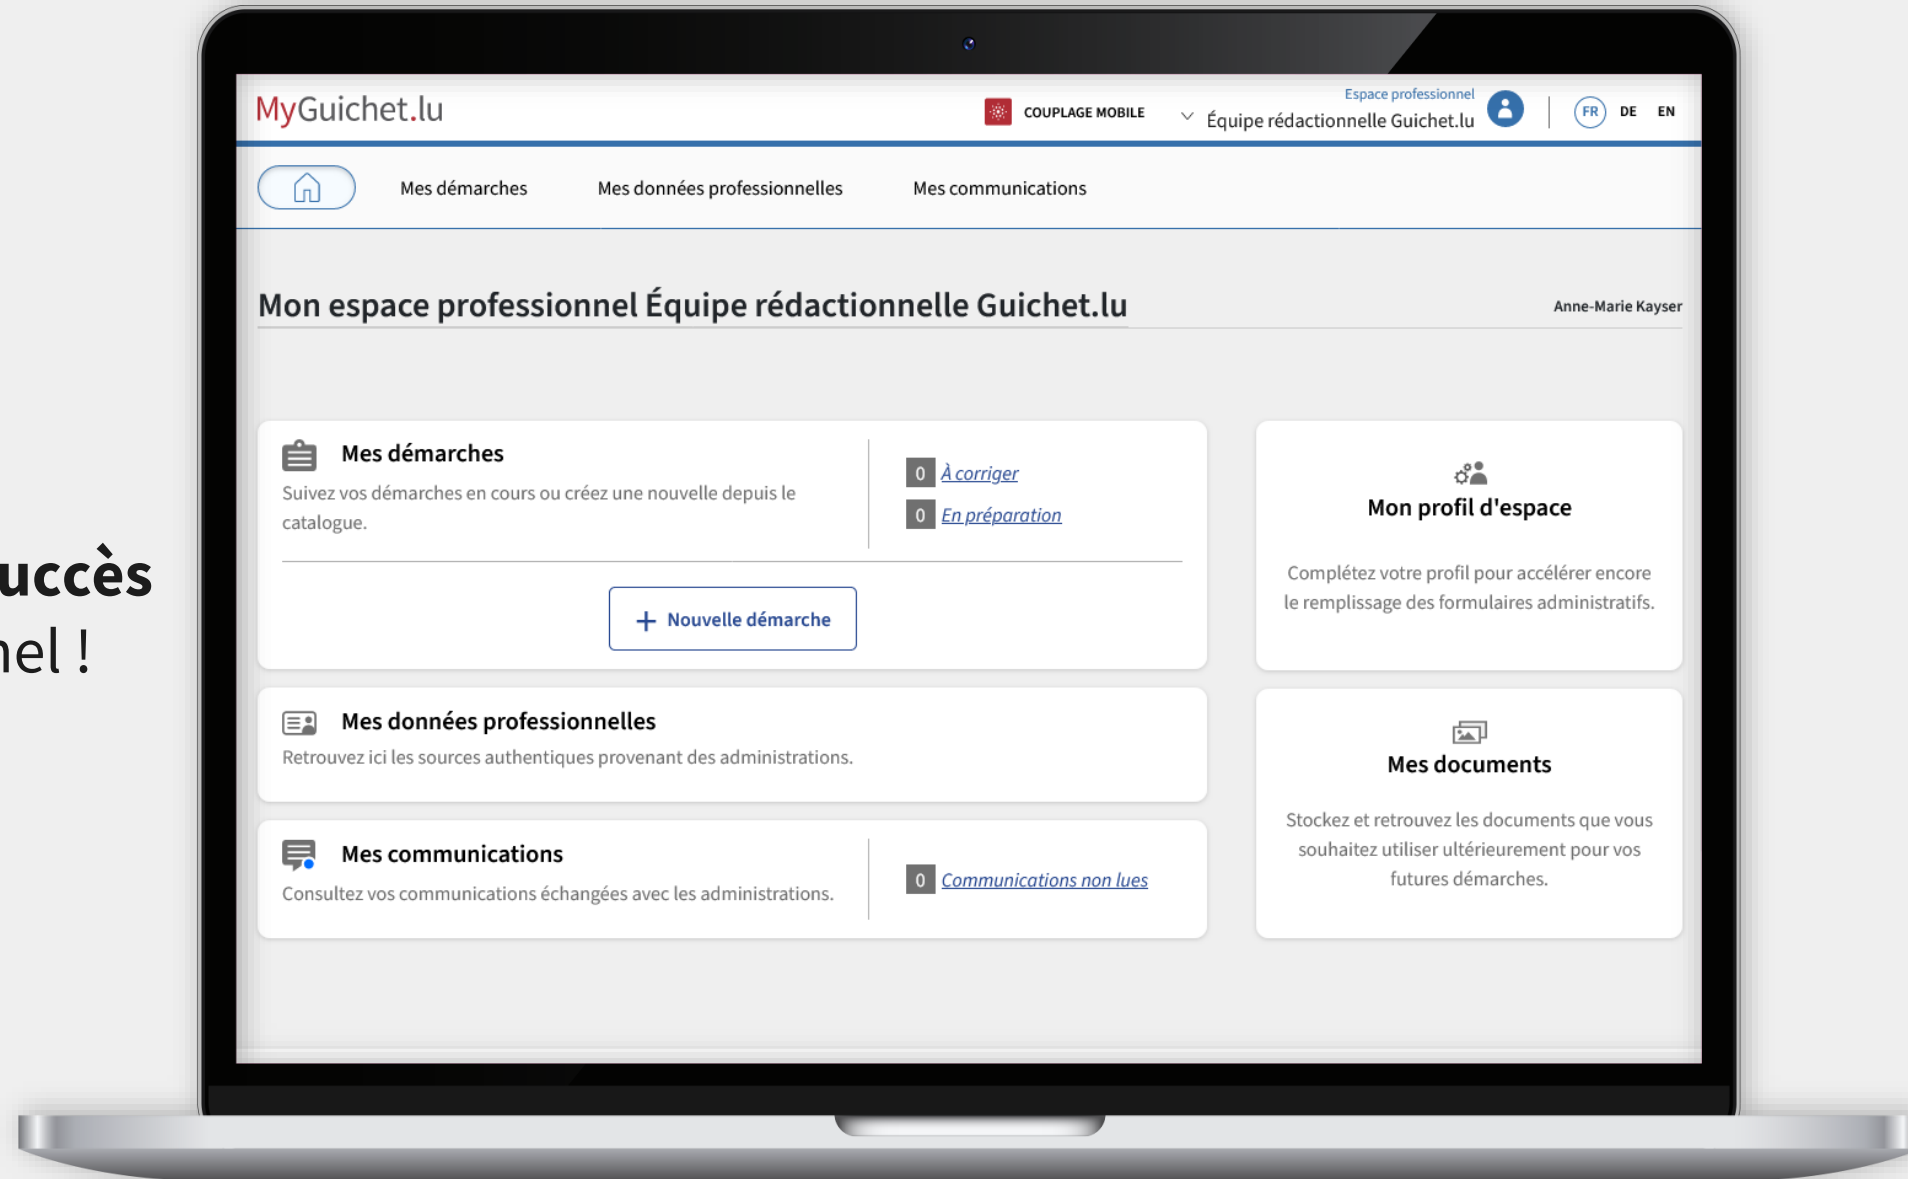 MyGuichet.lu
COUPLAGE MOBILE
Espace professionnel
Équipe rédactionnelle Guichet.lu
FR DE EN
Mes démarches Mes données professionnelles Mes communications
Mon espace professionnel Équipe rédactionnelle Guichet.lu
Anne-Marie Kayser
Mes démarches
Suivez vos démarches en cours ou créez une nouvelle depuis le
catalogue.
0 À corriger
0 En préparation
+ Nouvelle démarche
Mon profil d'espace
Complétez votre profil pour accélérer encore
le remplissage des formulaires administratifs.
Mes données professionnelles
Retrouvez ici les sources authentiques provenant des administrations.
Mes communications
Consultez vos communications échangées avec les administrations.
0 Communications non lues
Mes documents
Stockez et retrouvez les documents que vous
souhaitez utiliser ultérieurement pour vos
futures démarches.
uccès
nel !